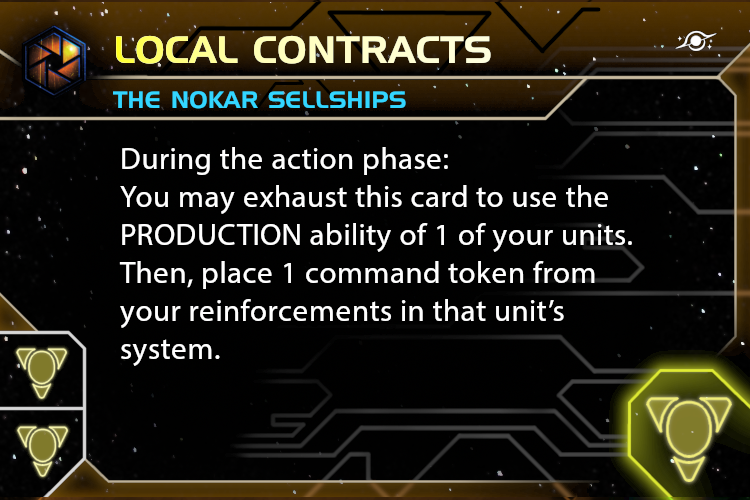 LOCAL CONTRACTS
THE NOKAR SELLSHIPS
During the action phase:
You may exhaust this card to use the
PRODUCTION ability of 1 of your units.
Then, place 1 command token from
your reinforcements in that unit’s
system.